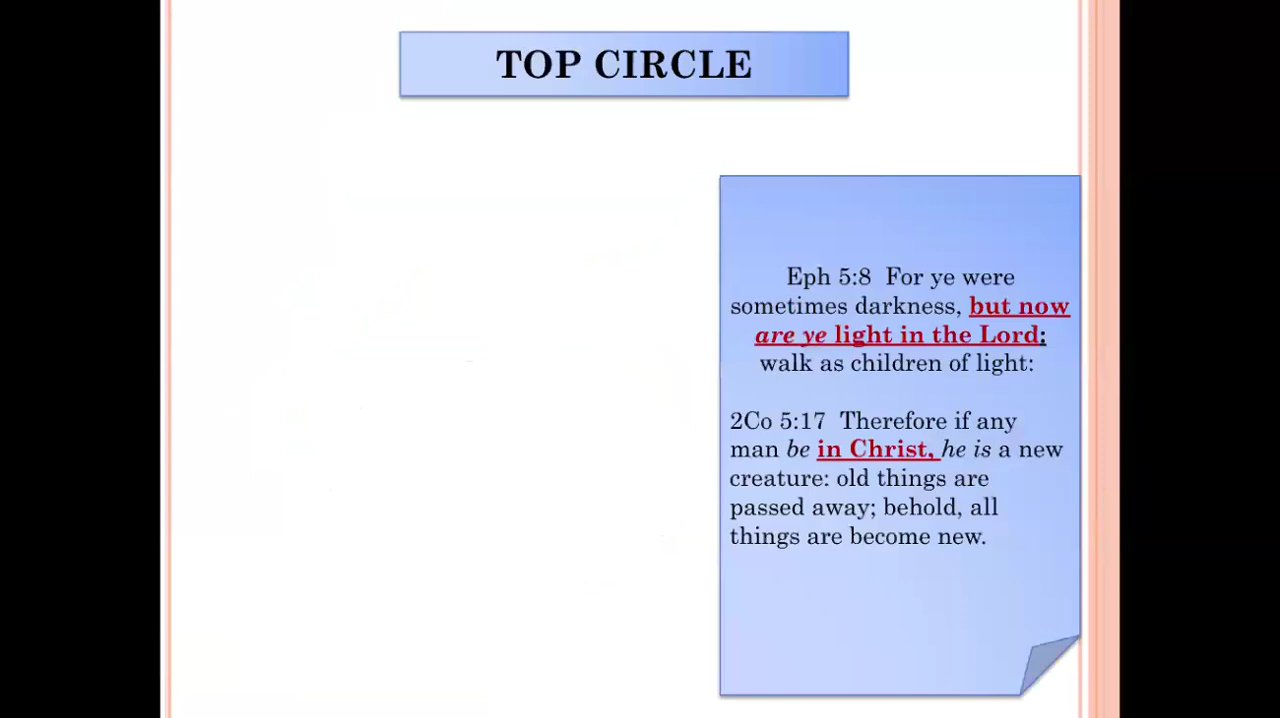 TOP CIRCLE
Eph 5:8  For ye were
sometimes darkness, but now
are ye light in the Lord;
walk as children of light:
2Co 5:17  Therefore if any
man be in Christ, he is a new
creature: old things are
passed away; behold, all
things are become new.